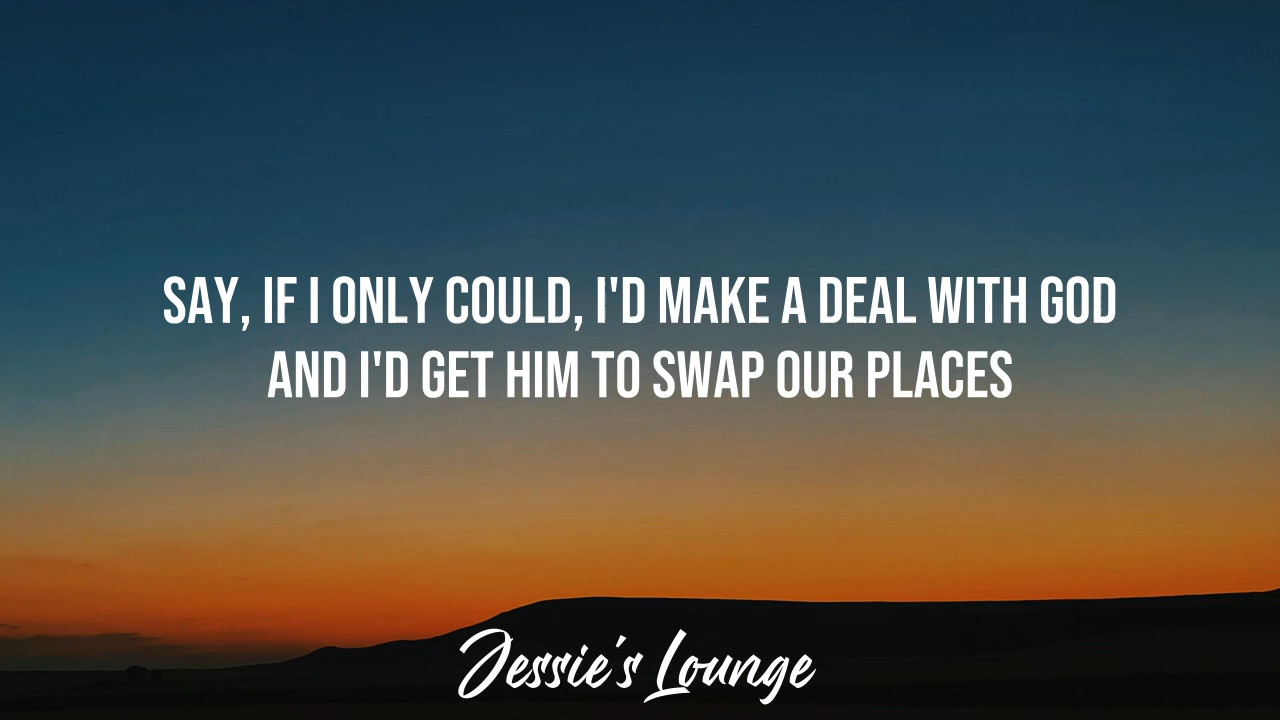 SAY, IF I ONLY COULD, I'D MAKE A DEAL WITH GOD
AND I'D GET HIM TO SWAP OUR PLACES
Jessie's Lounge